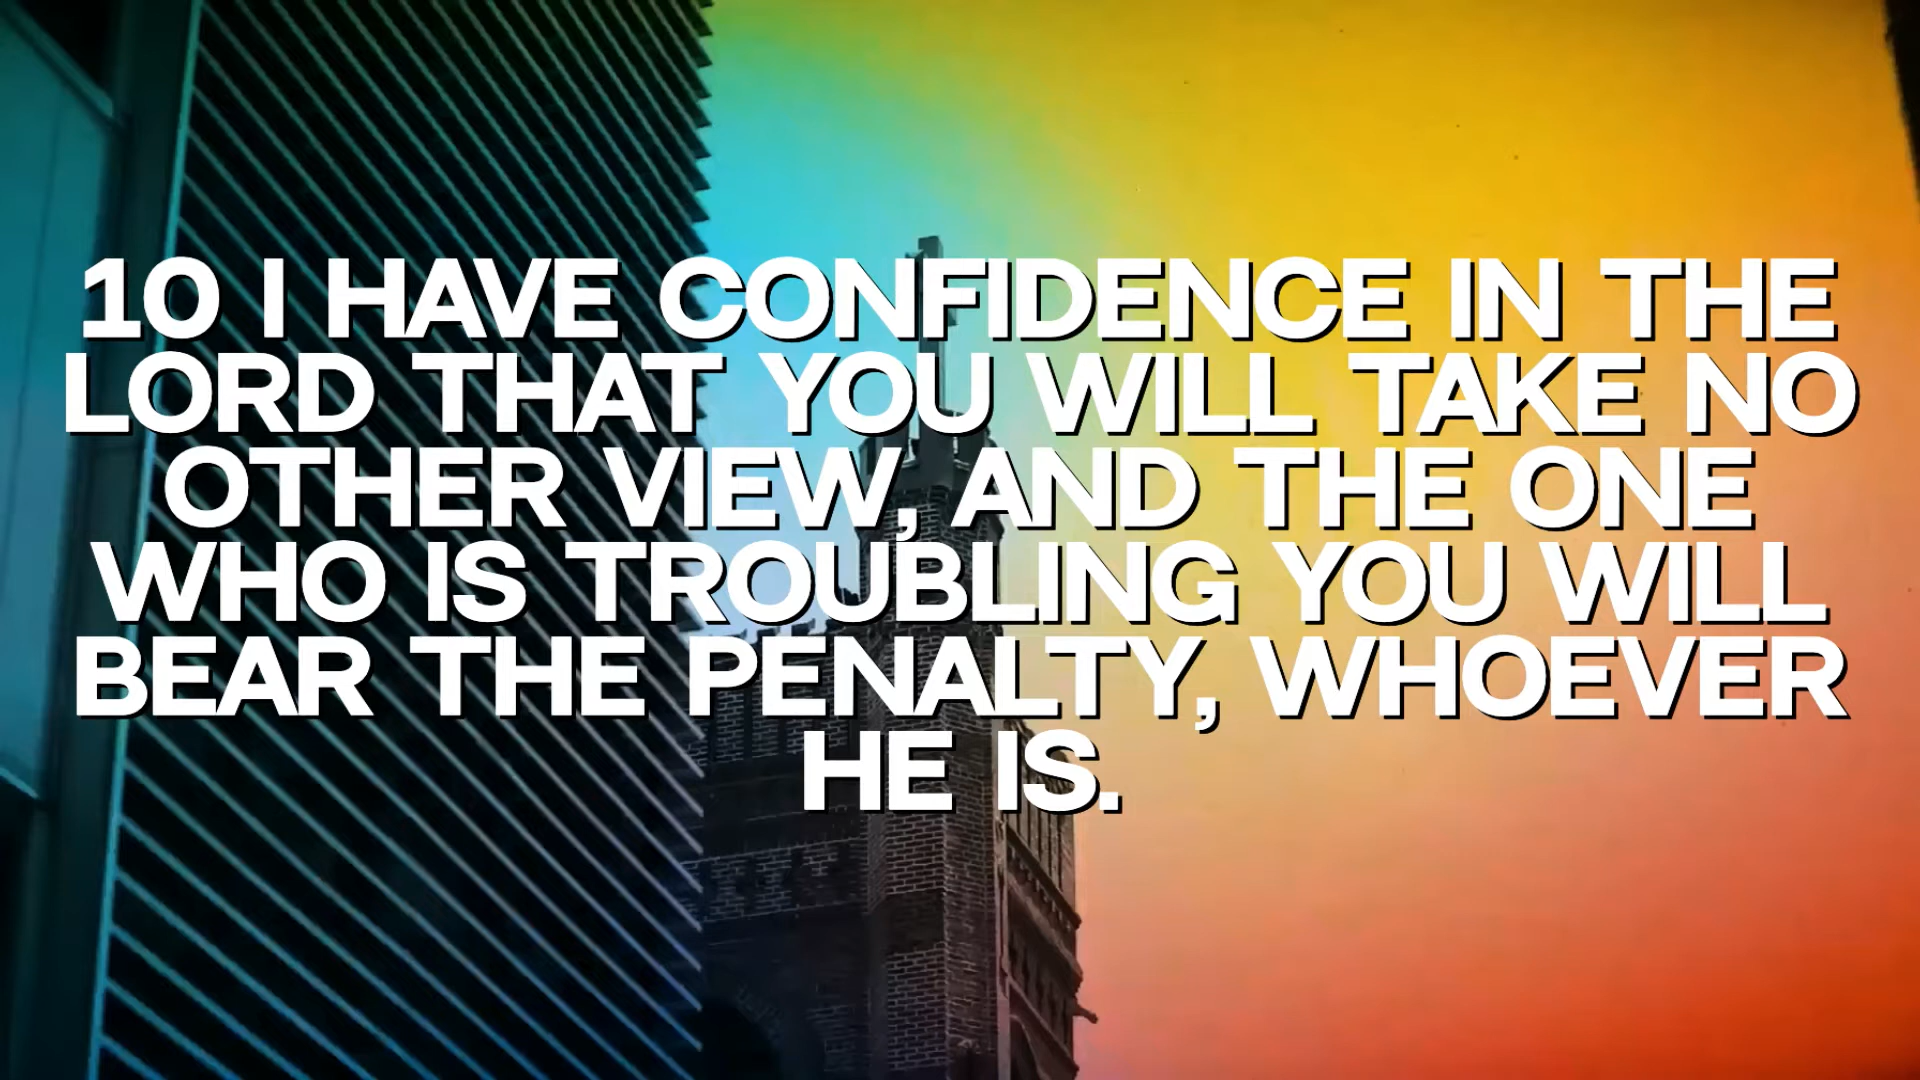 10 I HAVE CONFIDENCE IN THE
LORD THAT YOU WILL TAKE NO
OTHER VIEW, AND THE ONE
WHO IS TROUBLING YOU WILL
BEAR THE PENALTY, WHOEVER
HE IS.